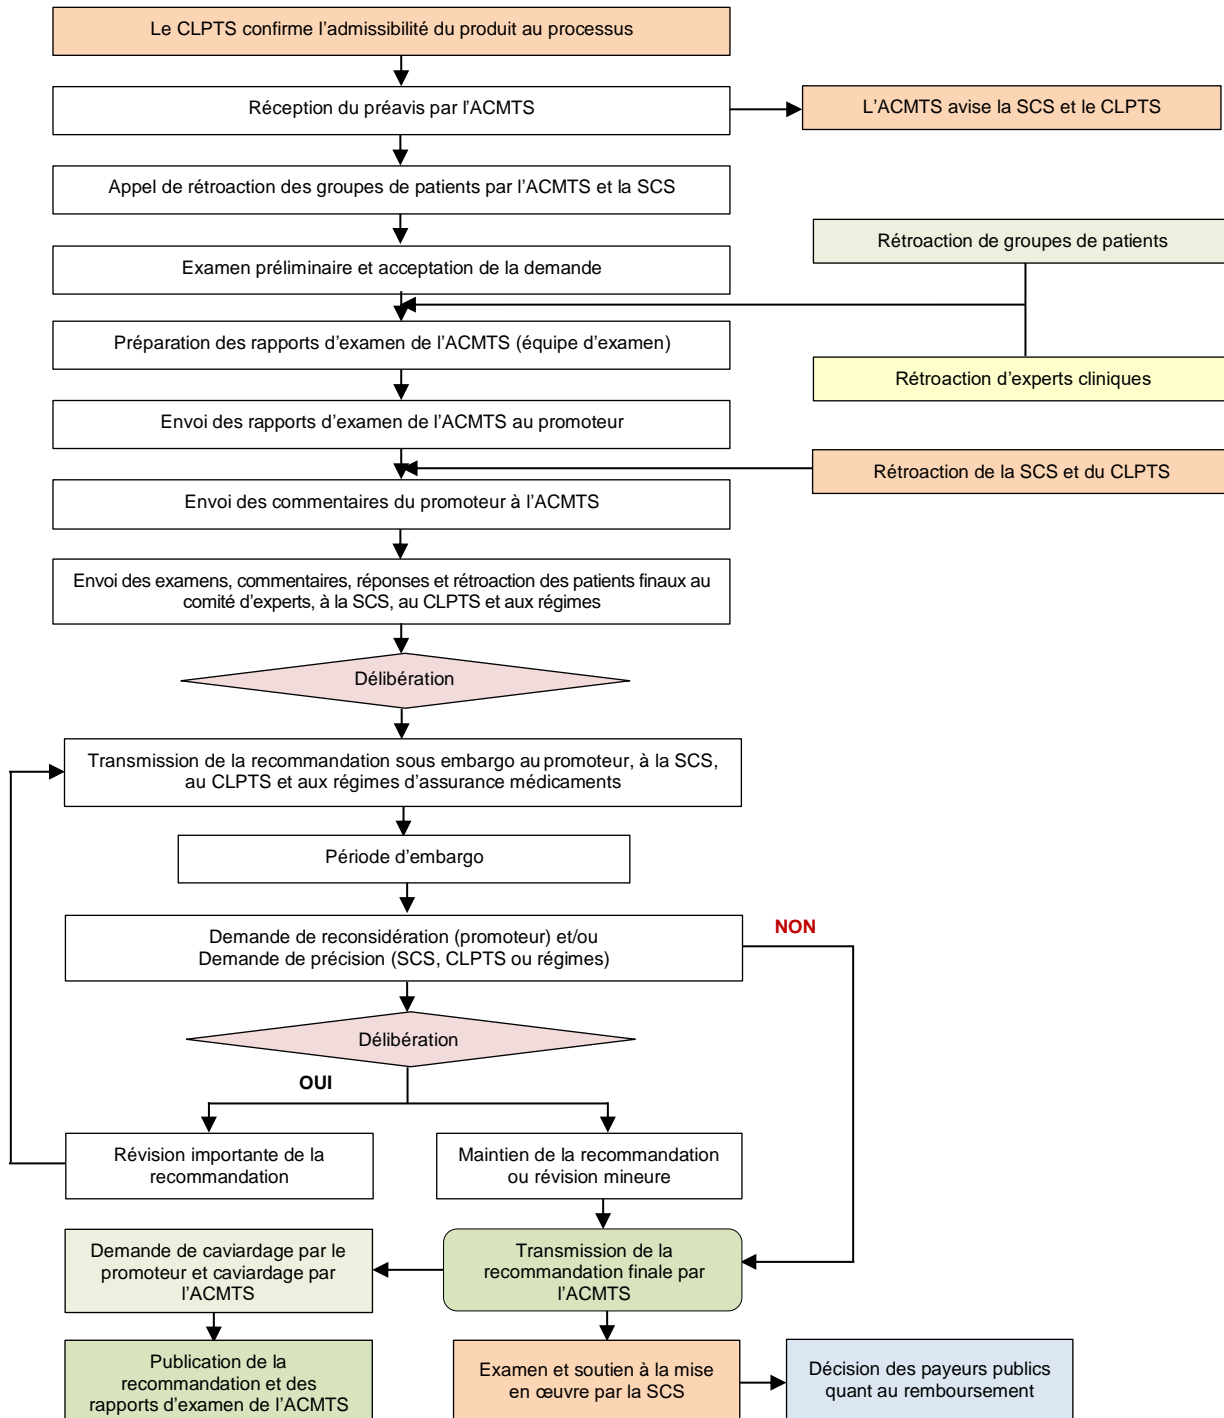 Le CLPTS confirme l'admissibilité du produit au processus
Réception du préavis par l'ACMTS
L'ACMTS avise la SCS et le CLPTS
Appel de rétroaction des groupes de patients par l'ACMTS et la SCS
Rétroaction de groupes de patients
Examen préliminaire et acceptation de la demande
Préparation des rapports d'examen de l'ACMTS (équipe d'examen)
Rétroaction d'experts cliniques
Envoi des rapports d'examen de l'ACMTS au promoteur
Rétroaction de la SCS et du CLPTS
Envoi des commentaires du promoteur à l'ACMTS
Envoi des examens, commentaires, réponses et rétroaction des patients finaux au
comité d'experts, à la SCS, au CLPTS et aux régimes
Délibération
Transmission de la recommandation sous embargo au promoteur, à la SCS,
au CLPTS et aux régimes d'assurance médicaments
Période d'embargo
Demande de reconsidération (promoteur) et/ou
Demande de précision (SCS, CLPTS ou régimes)
NON
Délibération
OUI
Révision importante de la
recommandation
Maintien de la recommandation
ou révision mineure
Demande de caviardage par le
promoteur et caviardage par
l'ACMTS
Transmission de la
recommandation finale par
l'ACMTS
Publication de la
recommandation et des
rapports d'examen de l'ACMTS
Examen et soutien à la mise
en œuvre par la SCS
Décision des payeurs publics
quant au remboursement